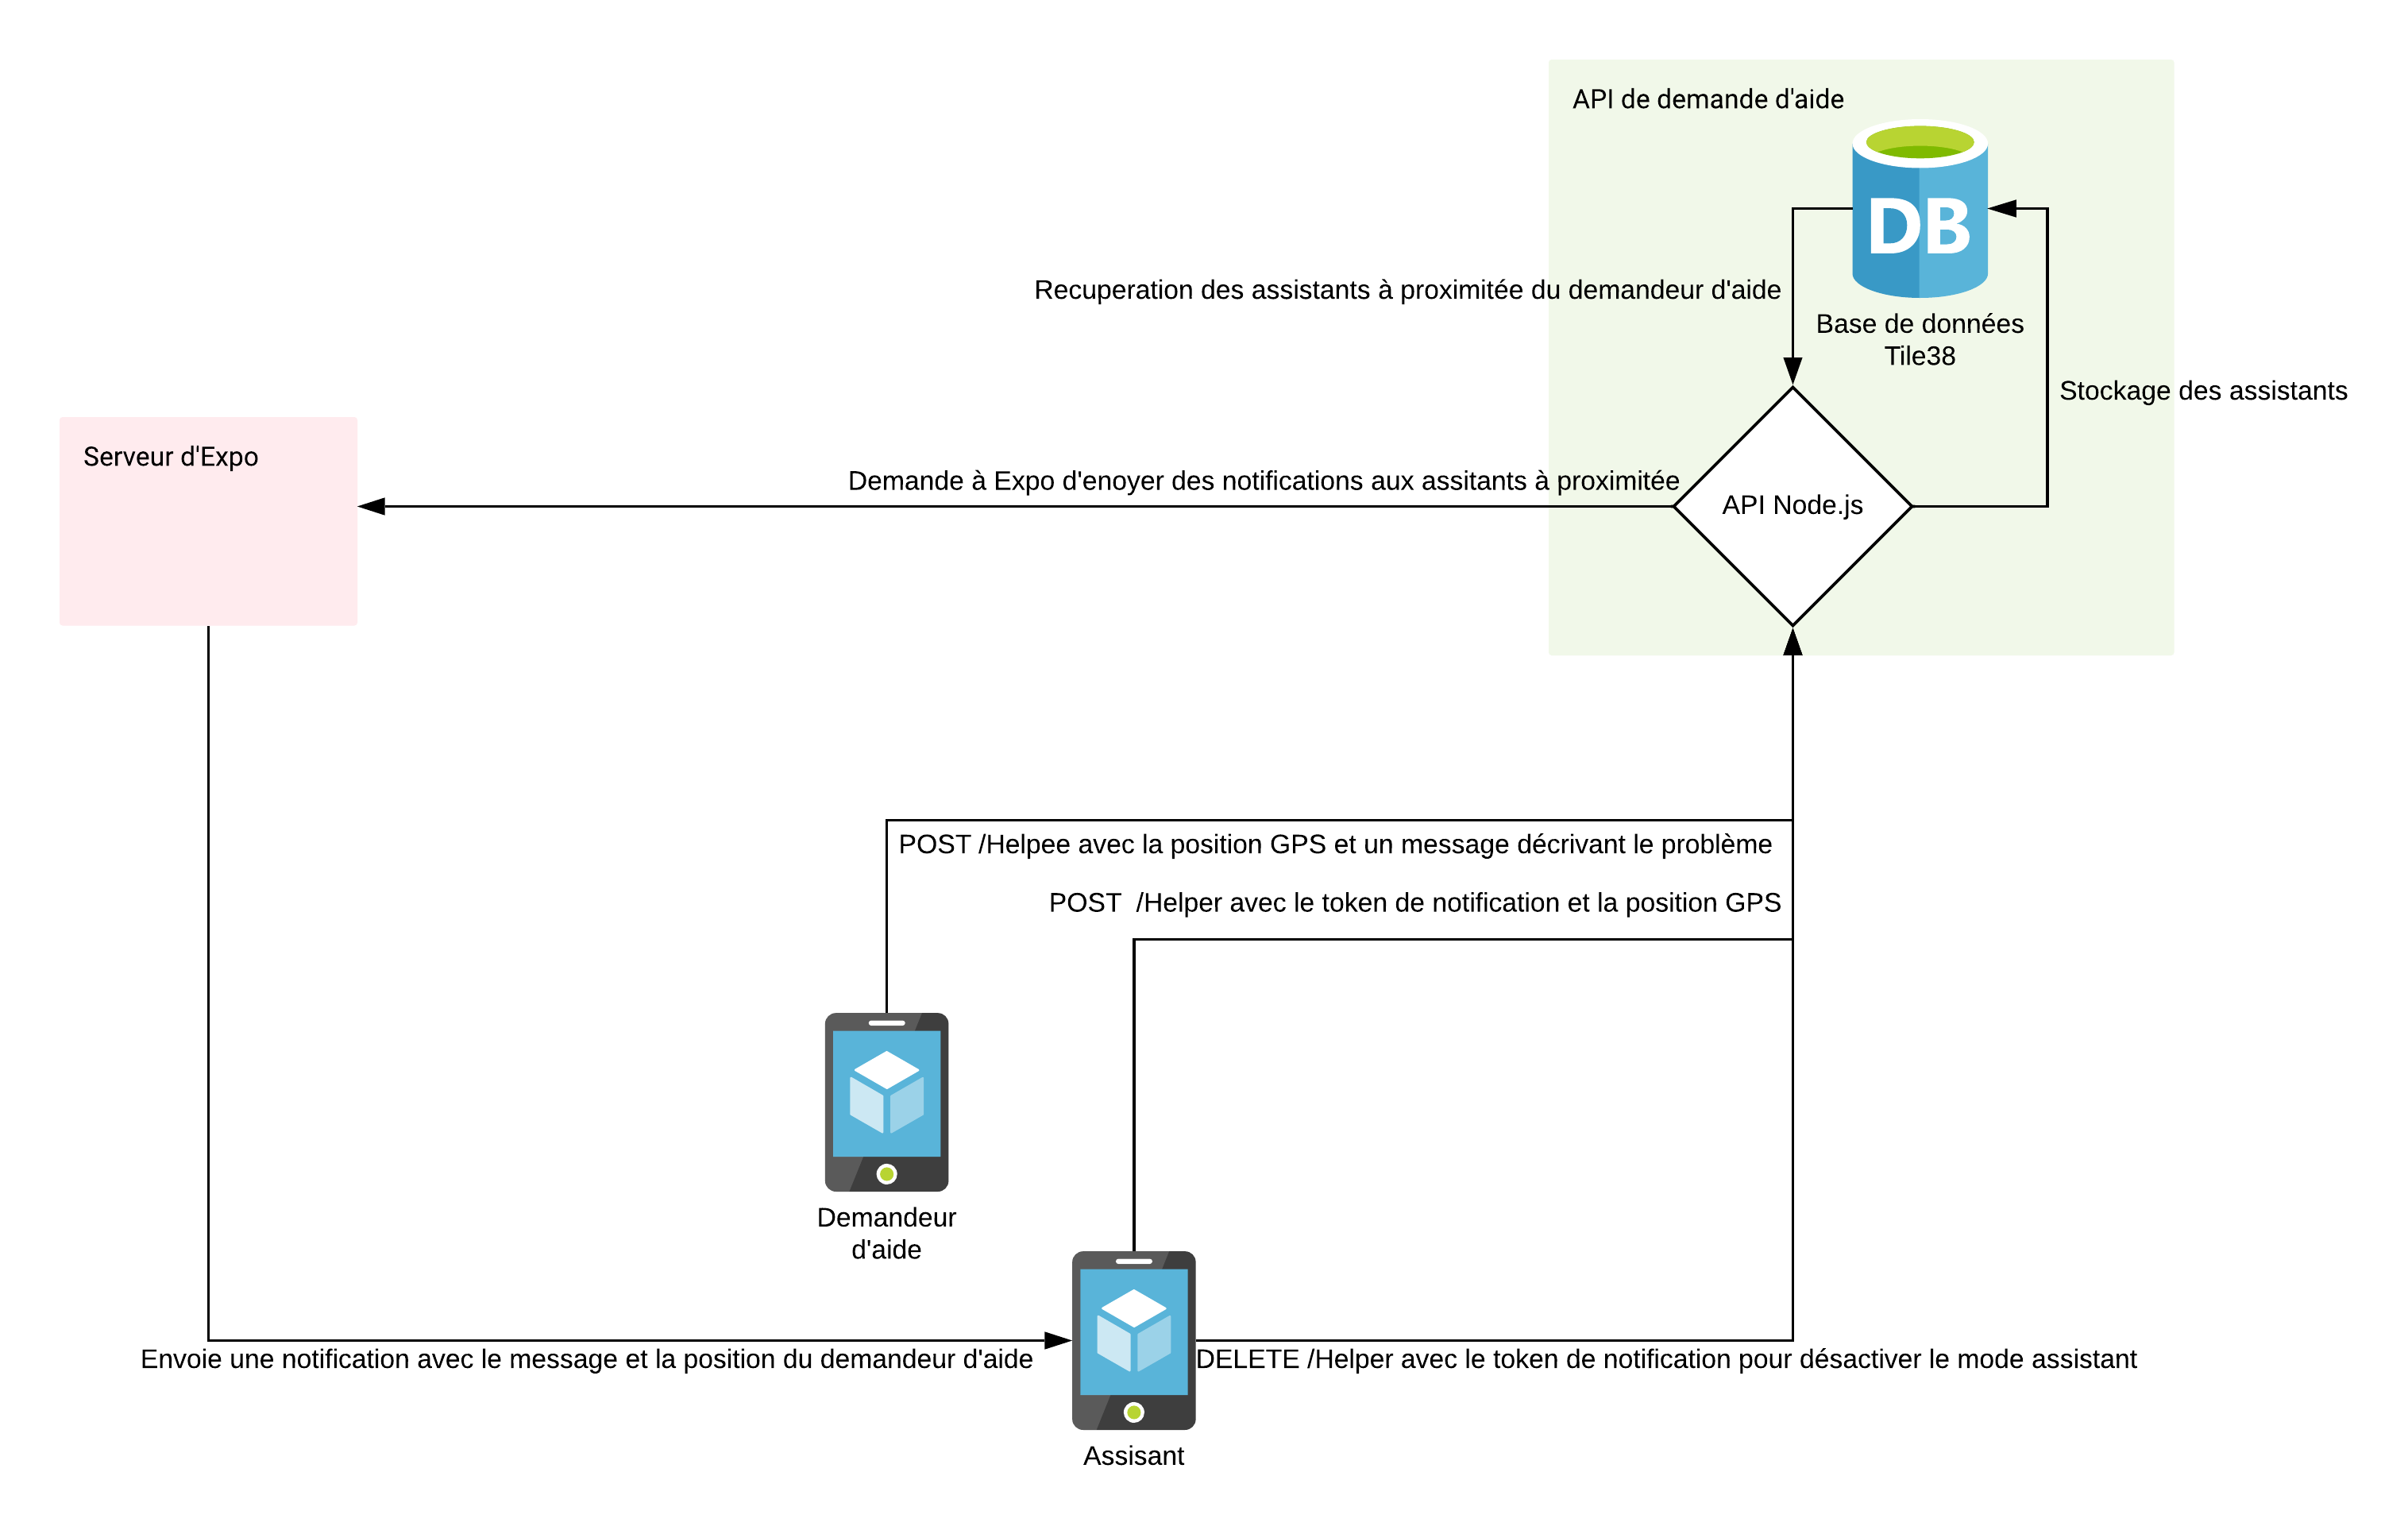 API de demande d'aide
DB
Recuperation des assistants à proximitée du demandeur d'aide
Base de données
Tile38
Stockage des assistants
Serveur d'Expo
Demande à Expo d'enoyer des notifications aux assitants à proximitée
API Node.js
POST /Helpee avec la position GPS et un message décrivant le problème
POST  /Helper avec le token de notification et la position GPS
Demandeur
d'aide
Envoie une notification avec le message et la position du demandeur d'aide
DELETE /Helper avec le token de notification pour désactiver le mode assistant
Assisant